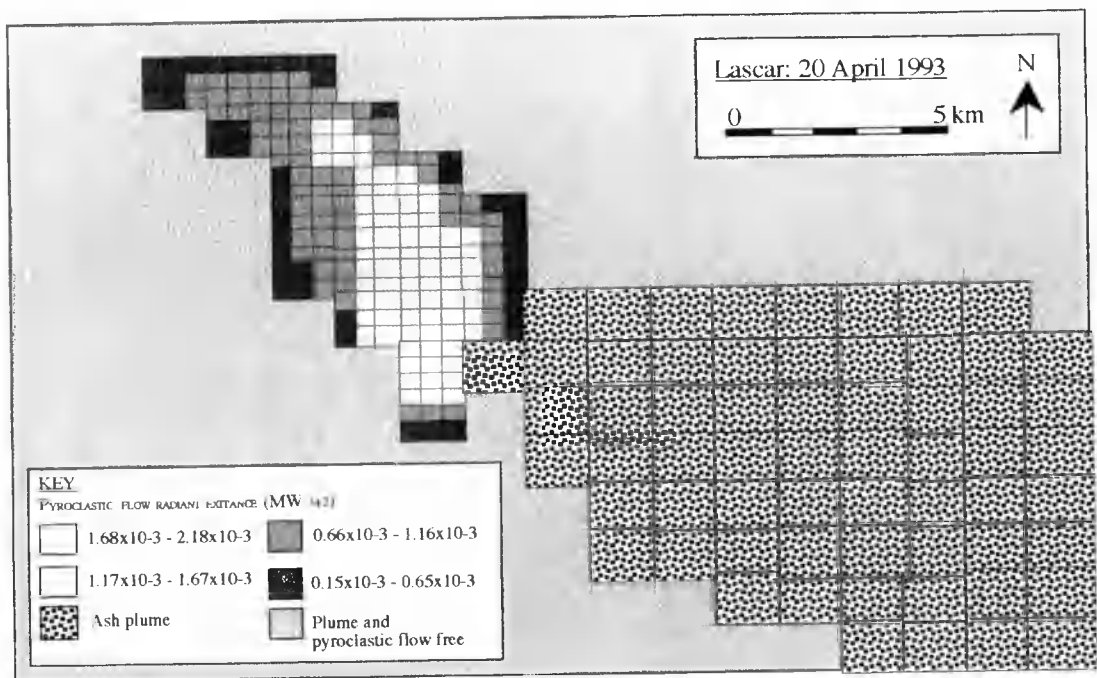 Lascar: 20 April 1993
N
0 5 km
KEY
PYROCLASTIC FLOW RADIANT EXITANCE (MW
1.68x10-3 - 2.18x10-3
0.66x10-3 - 1.16x10-3
1.17x10-3 - 1.67x10-3
0.15x10-3 - 0.65x10-3
Ash plume
Plume and
pyroclastic flow free